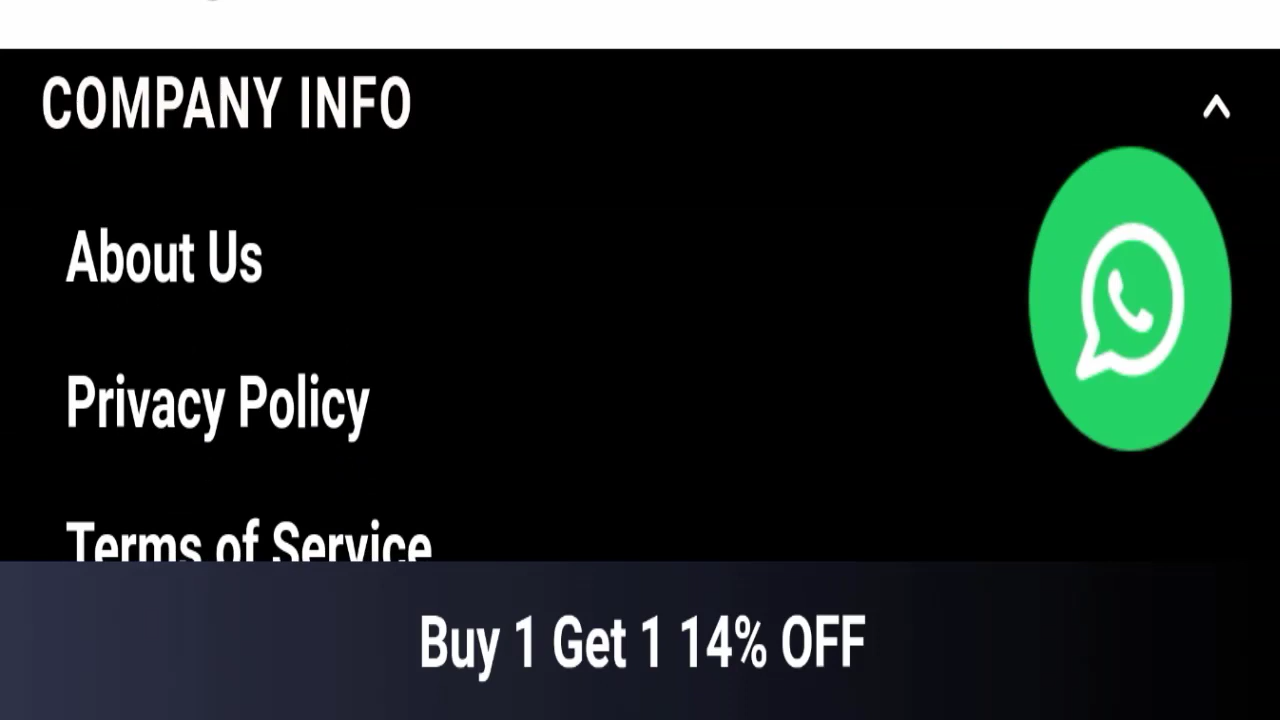 COMPANY INFO
About Us
Privacy Policy
Terms of Service
Buy 1 Get 1 14% OFF